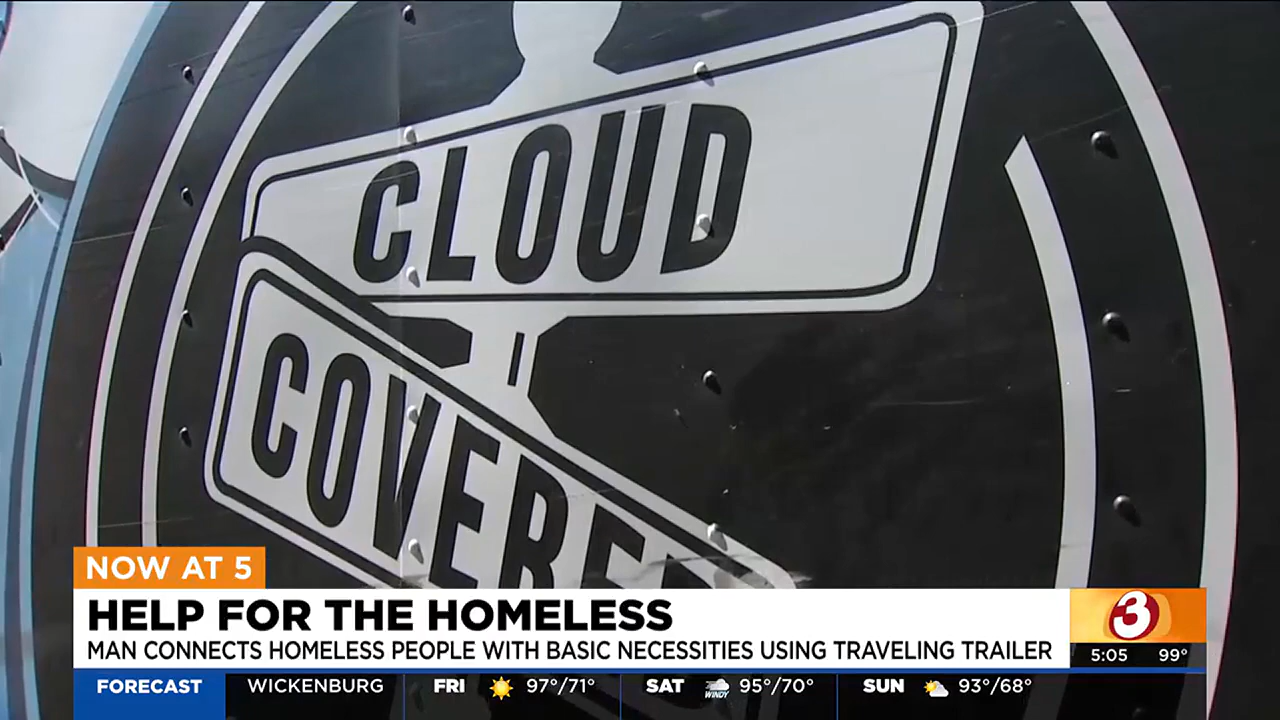 CLOUD
COVERED
NOW AT 5
HELP FOR THE HOMELESS
MAN CONNECTS HOMELESS PEOPLE WITH BASIC NECESSITIES USING TRAVELING TRAILER
3
5:05 99°
FORECAST WICKENBURG FRI 97°/71° SAT WINDY 95°/70° SUN 93°/68°